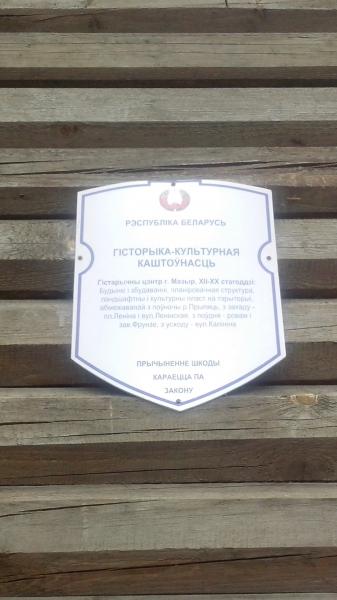 РЭСПУБЛІКА БЕЛАРУСЬ
ГІСТОРЫКА-КУЛЬТУРНАЯ
КАШТОЎНАСЦЬ
Гістарычны цэнтр г. Мазыр, XII-XX стагоддзі:
Будынкі і збудаванні, планіровачная структура,
ландшафтны і культурны пласт на тэрыторыі,
абмежаванай з поўначы р.Прыпяць, з захаду -
пл.Леніна і вул.Ленінская, з поўдня - ровам і
зав.Фрунзе, з усходу - вул.Калініна
ПРЫЧЫНЕННЕ ШКОДЫ
КАРАЕЦЦА ПА
ЗАКОНУ